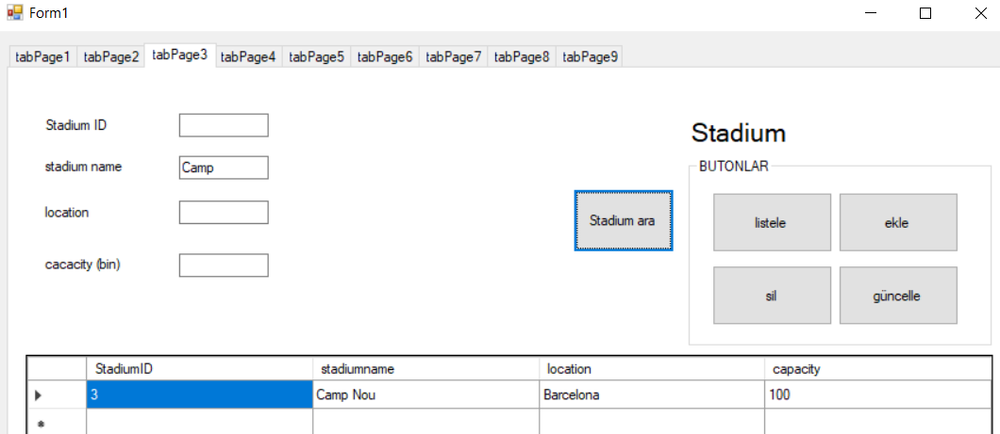 Form1
tabPage1 tabPage2 tabPage3 tabPage4 tabPage5 tabPage6 tabPage7 tabPage8 tabPage9
Stadium ID
stadium name Camp
location
cacacity (bin)
Stadium ara
Stadium
BUTONLAR
listele ekle
sil güncelle
StadiumID stadiumname location capacity
3 Camp Nou Barcelona 100